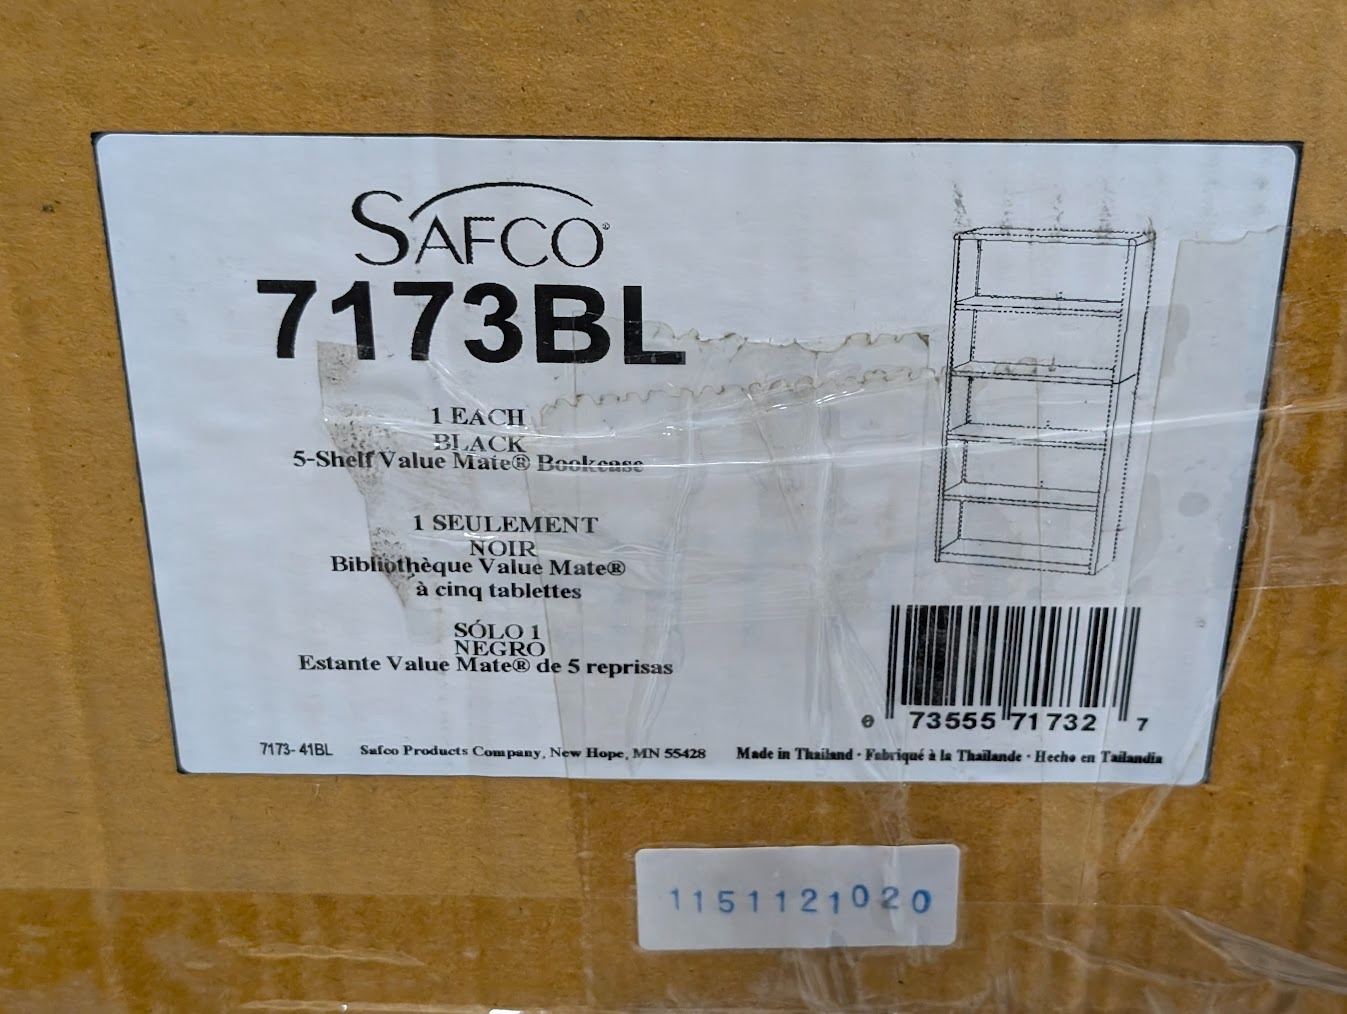 SAFCO®
7173BL
1 EACH
BLACK
5-Shelf Value Mate® Bookcase
1 SEULEMENT
NOIR
Bibliothèque Value Mate®
à cinq tablettes
SÓLO 1
NEGRO
Estante Value Mate® de 5 reprisas
0 73555 71732 7
7173-41BL Safco Products Company, New Hope, MN 55428 Made in Thailand · Fabriqué à la Thaïlande · Hecho en Tailandia
1151121020